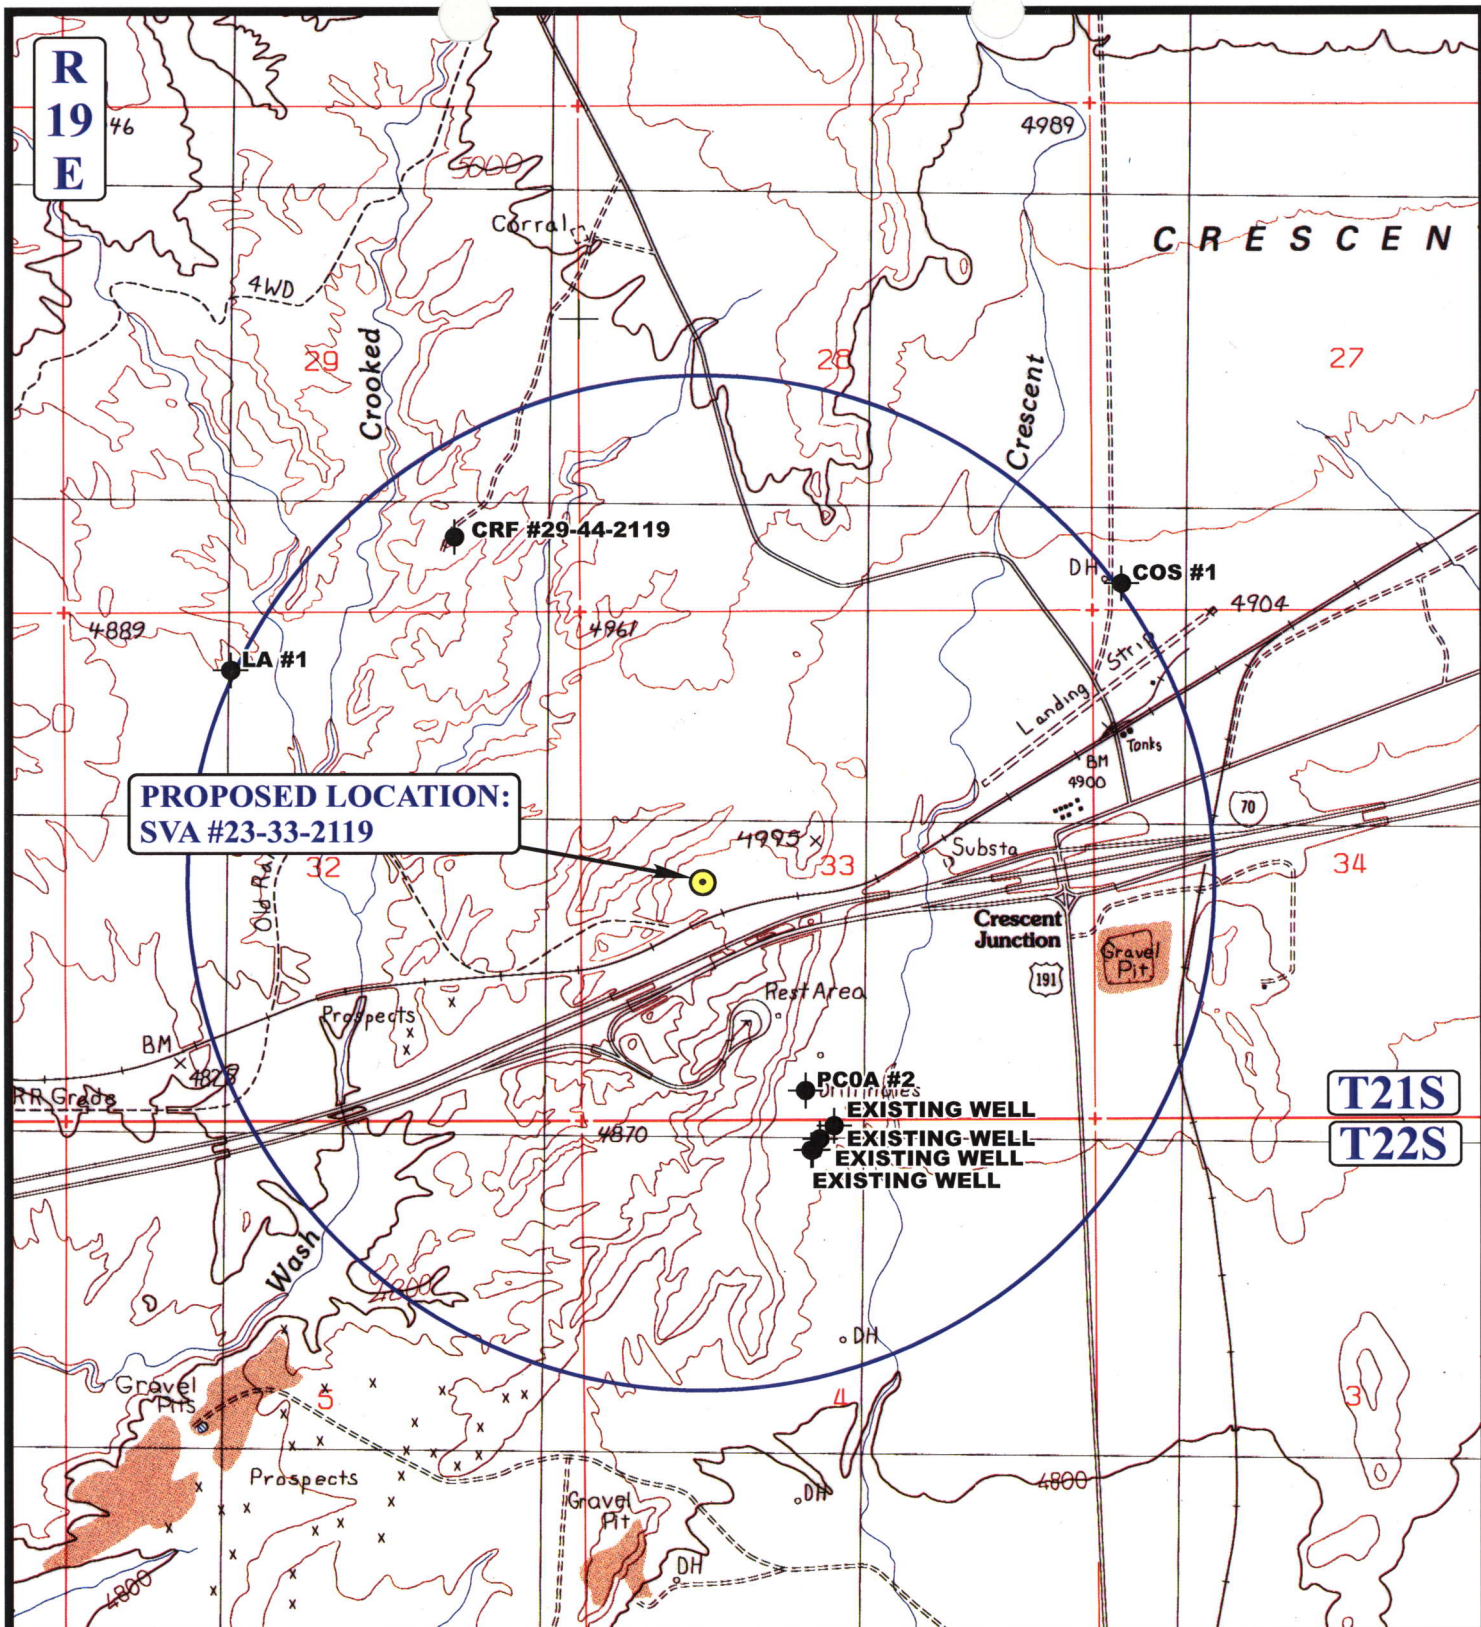 R
19
E
46
5000
4989
Corral
CRESCEN
4WD
29
28
27
Crooked
Crescent
CRF #29-44-2119
DH
COS #1
4904
4889
4961
LA #1
Landing Strip
Tanks
BM
4900
PROPOSED LOCATION:
SVA #23-33-2119
70
4995
32
33
34
Substa
Crescent
Junction
Gravel
Pit
191
Rest Area
Prospects
BM
4828
RR Grade
PC0A #2
EXISTING WELL
T21S
4870
EXISTING WELL
T22S
EXISTING WELL
EXISTING WELL
Wash
4800
DH
Gravel
Pits
5
4
3
Prospects
4800
Gravel
Pit
DH
DH
4800